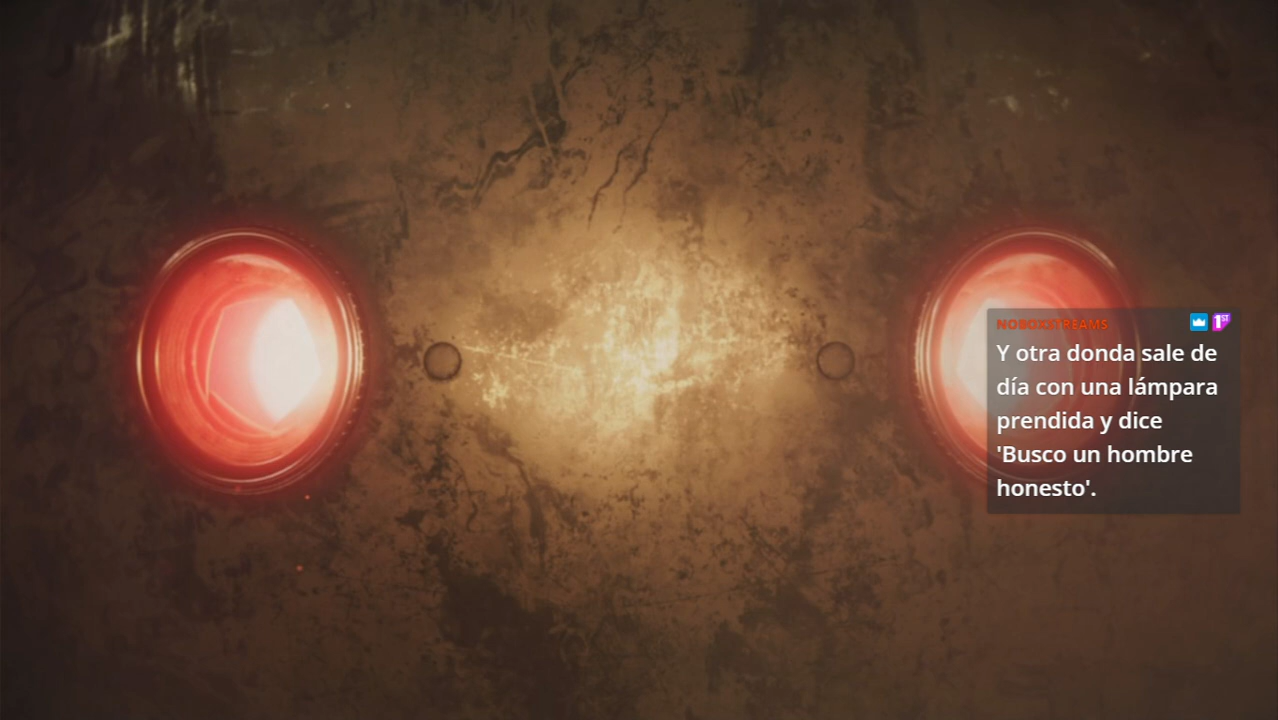 NOBOXSTREAMS
Y otra donda sale de
día con una lámpara
prendida y dice
'Busco un hombre
honesto'.